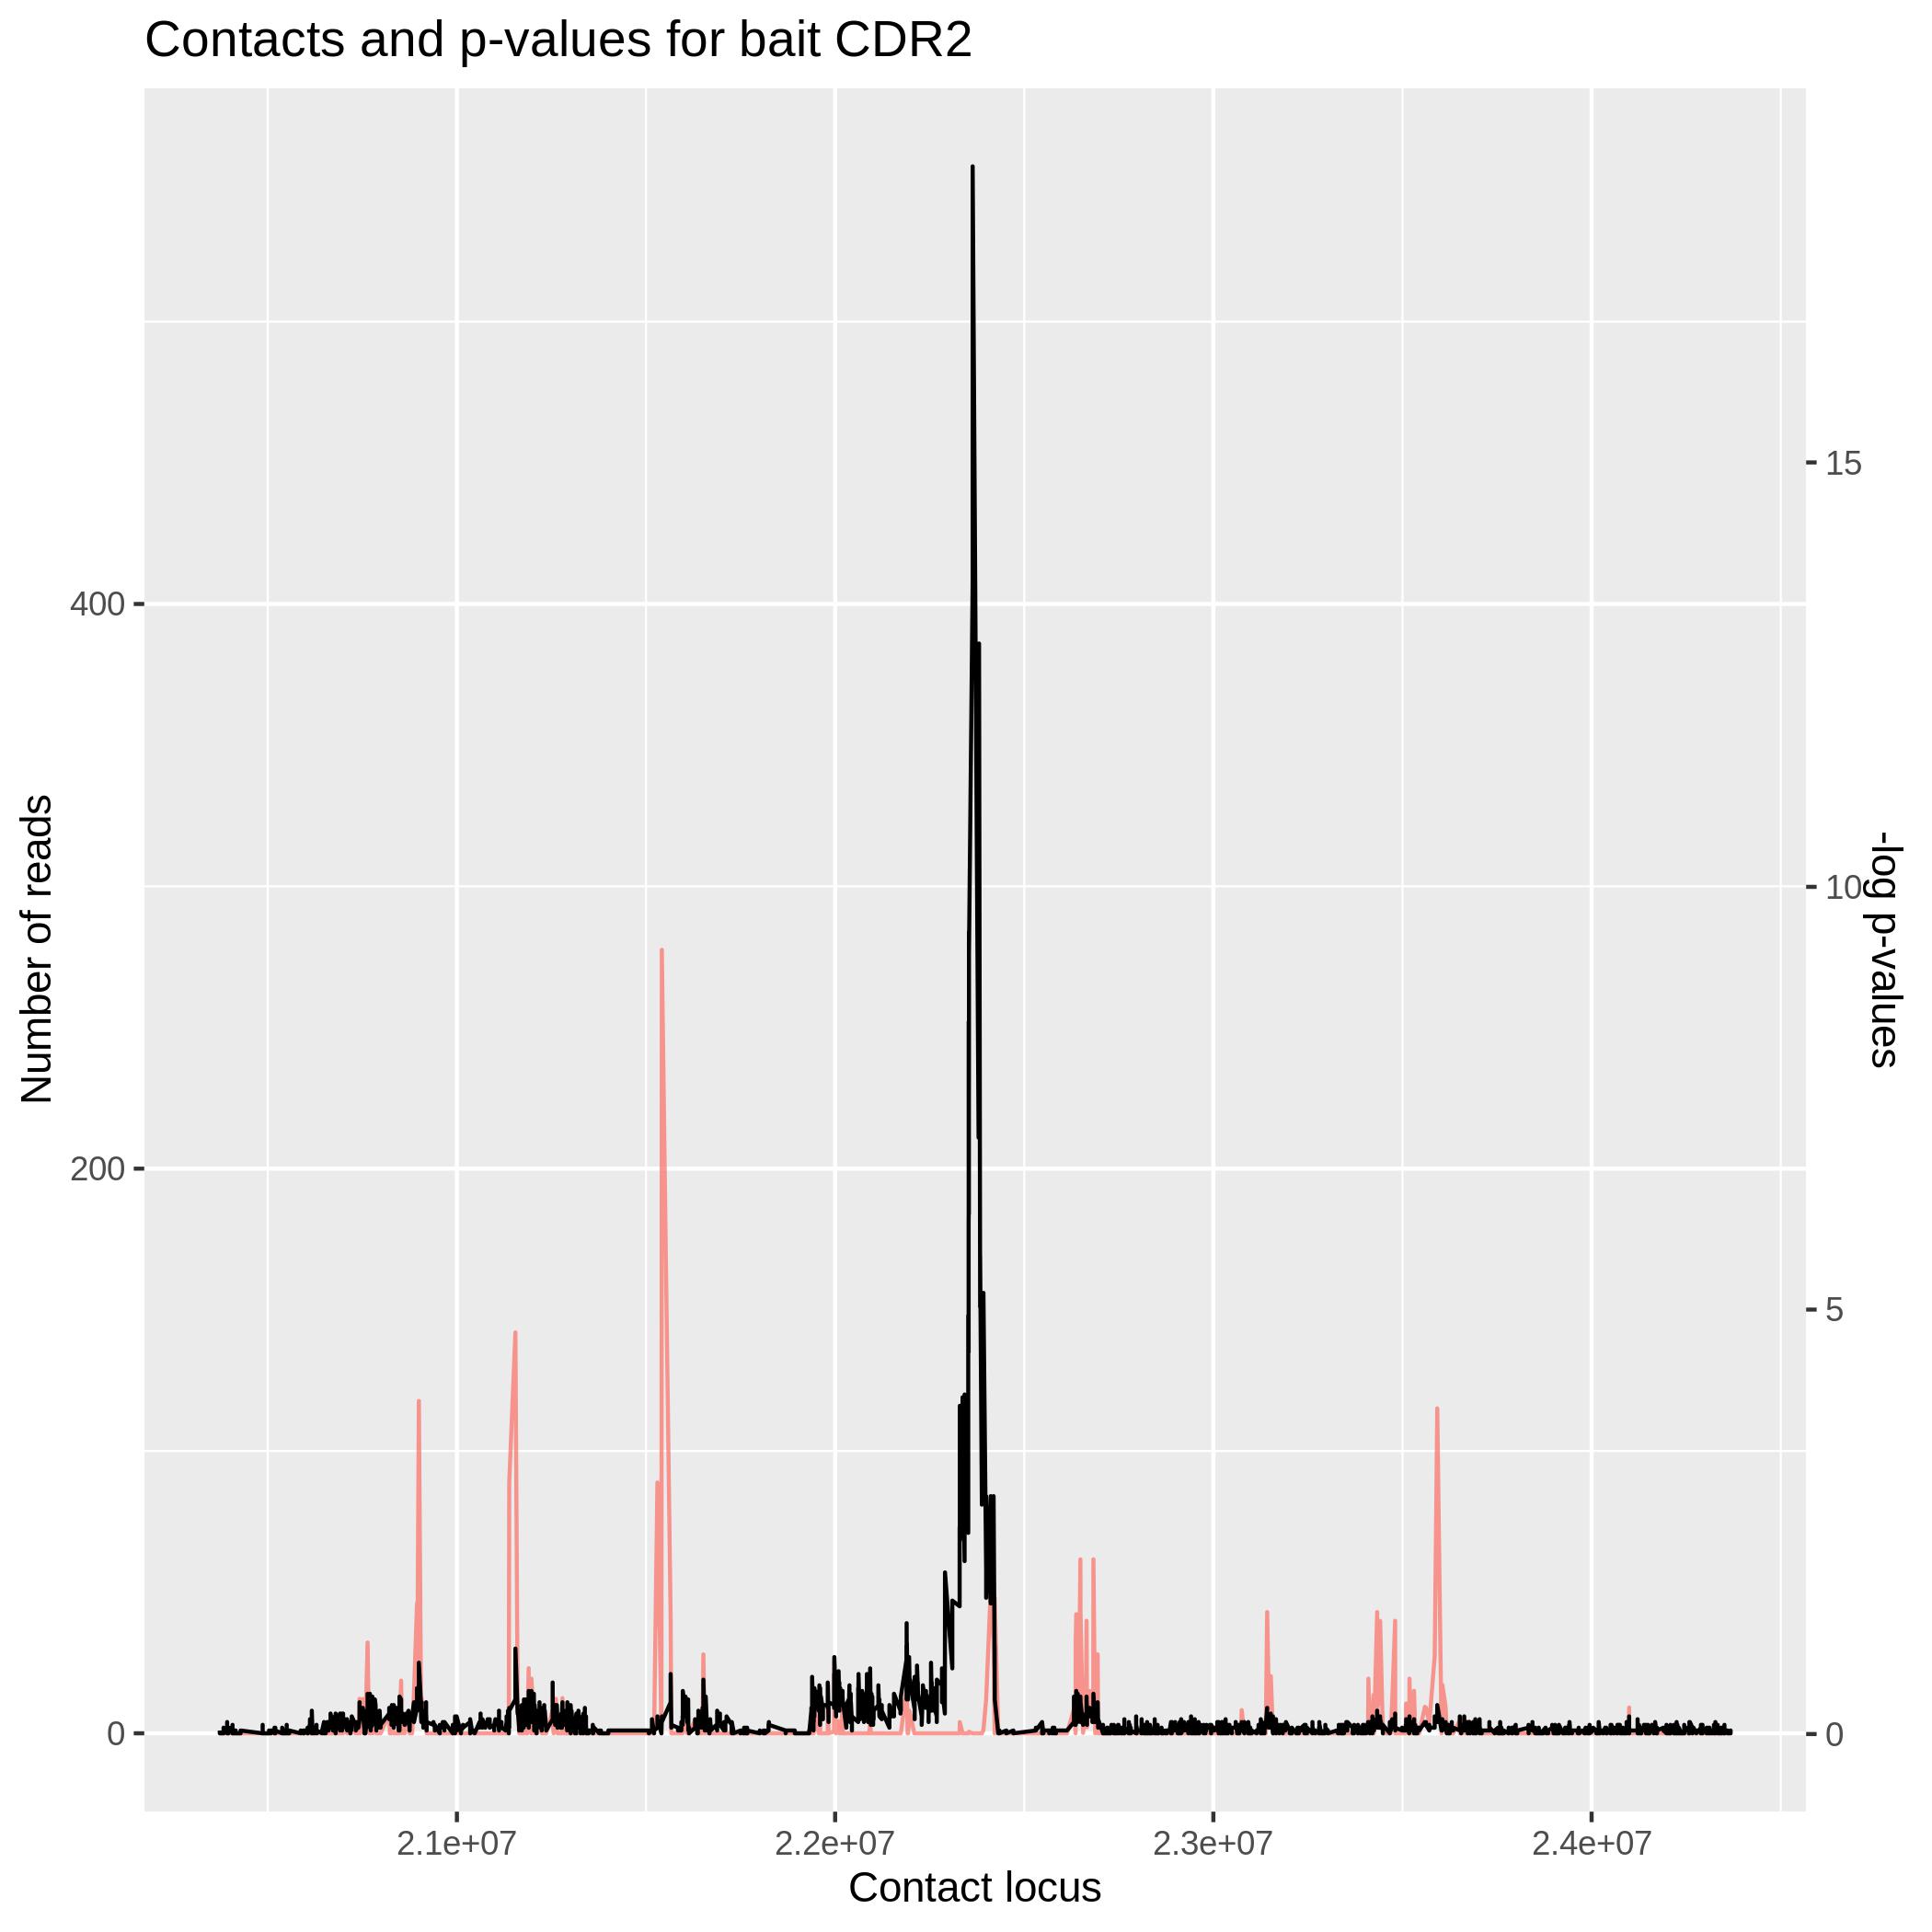 Contacts and p-values for bait CDR2
Number of reads
400
200
0
15
10
5
0
-log p-values
2.1e+07
2.2e+07
2.3e+07
2.4e+07
Contact locus